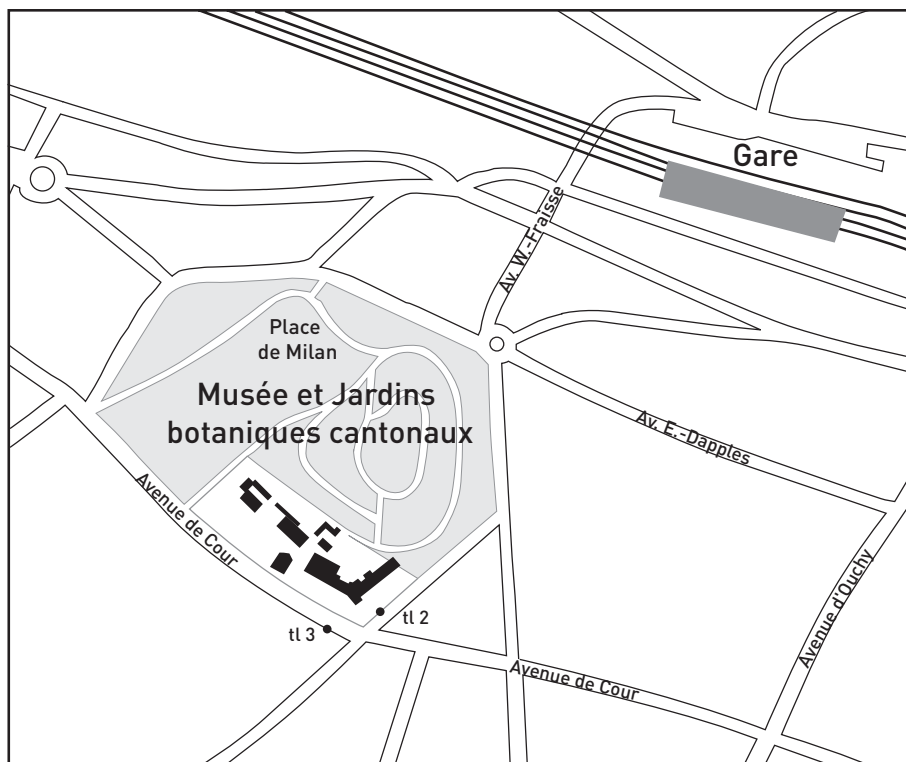 Gare
Av. W.-Fraisse
Place
de Milan
Musée et Jardins
botaniques cantonaux
Av. E.-Dapples
Avenue de Cour
Avenue d'Ouchy
tl 2
tl 3
Avenue de Cour